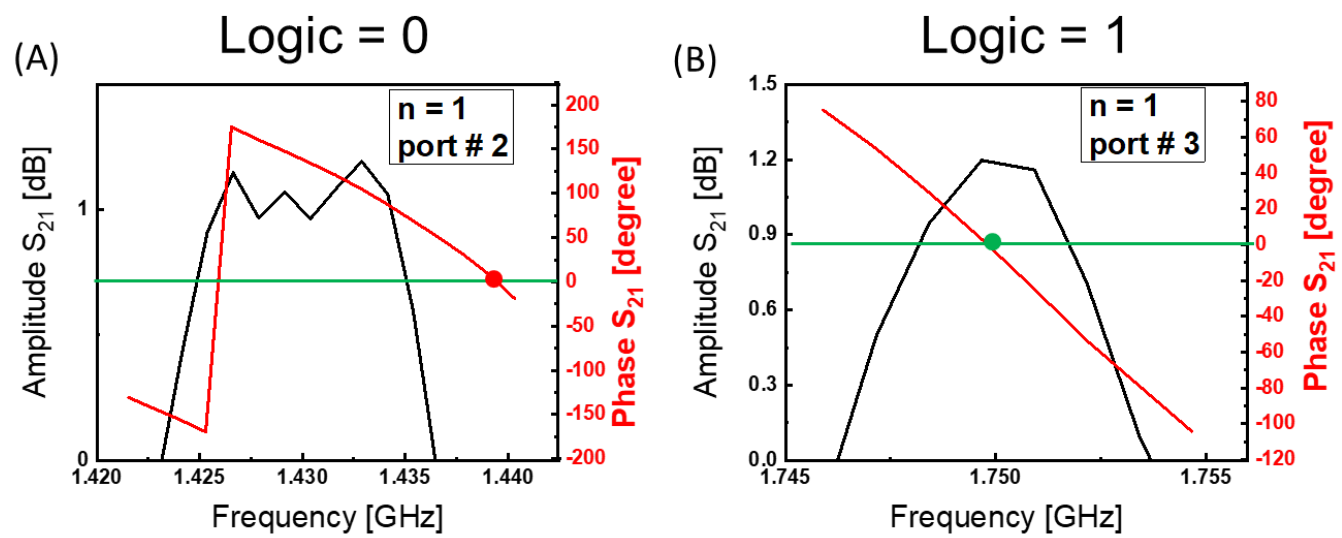 Logic = 0
(A)
n = 1
port # 2
Amplitude S21 [dB]
1
0
200
150
100
50
0
-50
-100
-150
-200
Phase S21 [degree]
1.420
1.425
1.430
1.435
1.440
Frequency [GHz]
Logic = 1
(B)
n = 1
port # 3
Amplitude S21 [dB]
1.5
1.2
0.9
0.6
0.3
0.0
80
60
40
20
0
-20
-40
-60
-80
-100
-120
Phase S21 [degree]
1.745
1.750
1.755
Frequency [GHz]